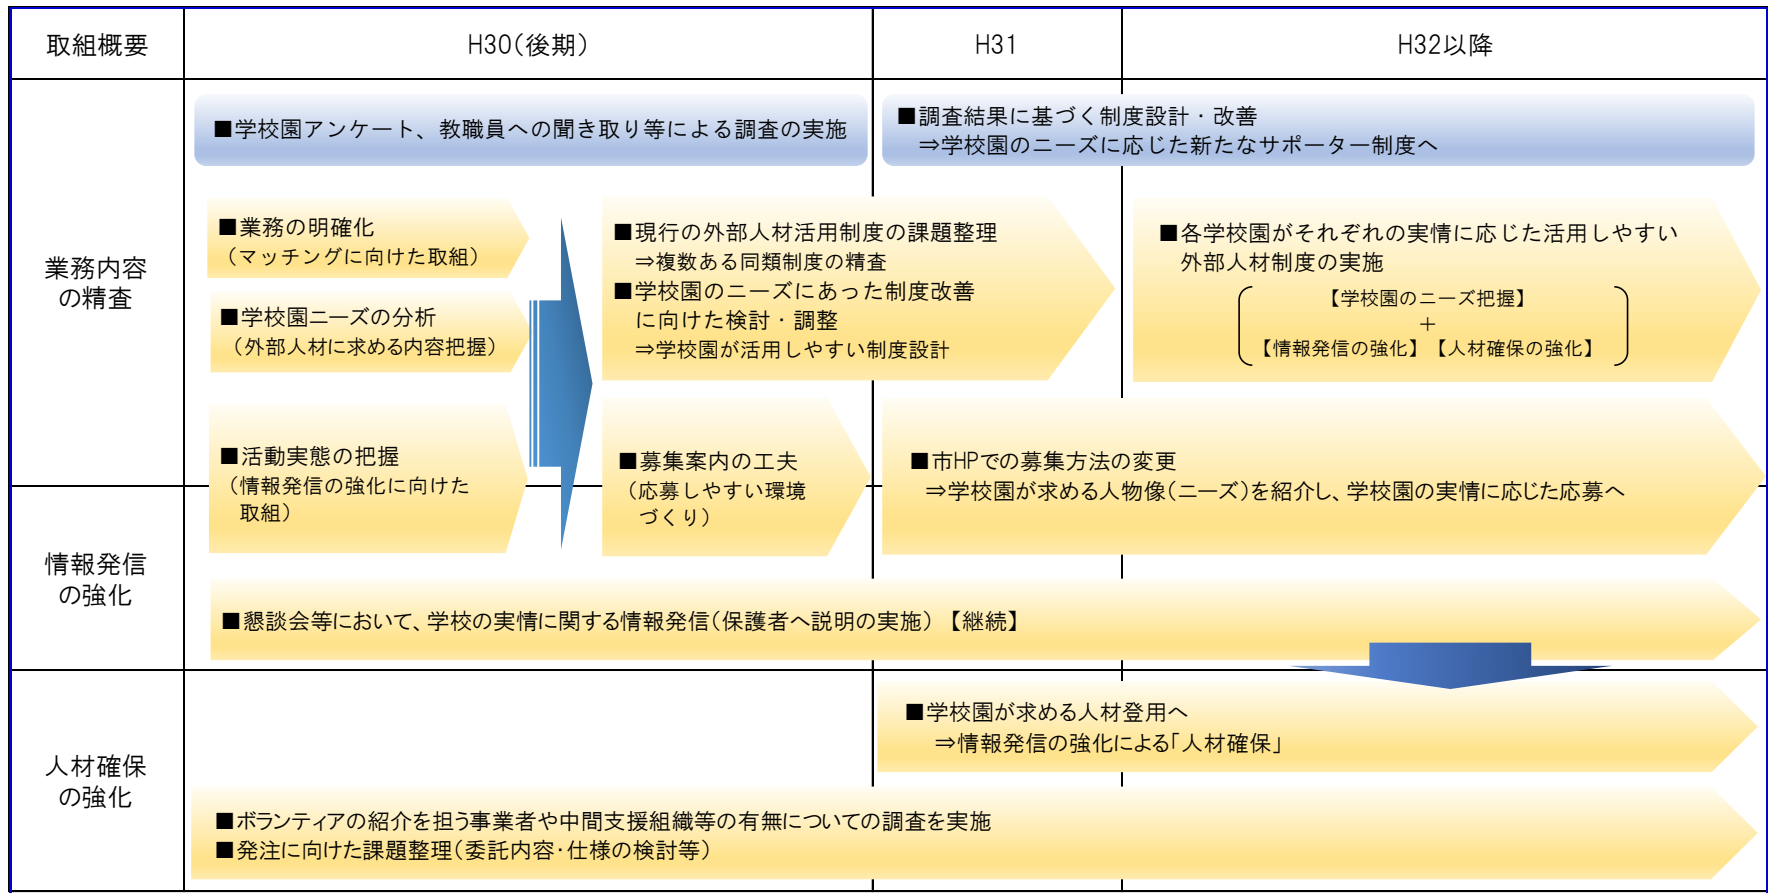 取組概要
H30(後期)
H31
H32以降
業務内容
の精査
■学校園アンケート、教職員への聞き取り等による調査の実施
■調査結果に基づく制度設計・改善
⇒学校園のニーズに応じた新たなサポーター制度へ
■業務の明確化
(マッチングに向けた取組)
■学校園ニーズの分析
(外部人材に求める内容把握)
■活動実態の把握
(情報発信の強化に向けた
取組)
■現行の外部人材活用制度の課題整理
⇒複数ある同類制度の精査
■学校園のニーズにあった制度改善
に向けた検討・調整
⇒学校園が活用しやすい制度設計
■募集案内の工夫
(応募しやすい環境
づくり)
■各学校園がそれぞれの実情に応じた活用しやすい
外部人材制度の実施
【学校園のニーズ把握】
+
【情報発信の強化】【人材確保の強化】
■市HPでの募集方法の変更
⇒学校園が求める人物像(ニーズ)を紹介し、学校園の実情に応じた応募へ
情報発信
の強化
■懇談会等において、学校の実情に関する情報発信(保護者へ説明の実施)【継続】
人材確保
の強化
■学校園が求める人材登用へ
⇒情報発信の強化による「人材確保」
■ボランティアの紹介を担う事業者や中間支援組織等の有無についての調査を実施
■発注に向けた課題整理(委託内容・仕様の検討等)